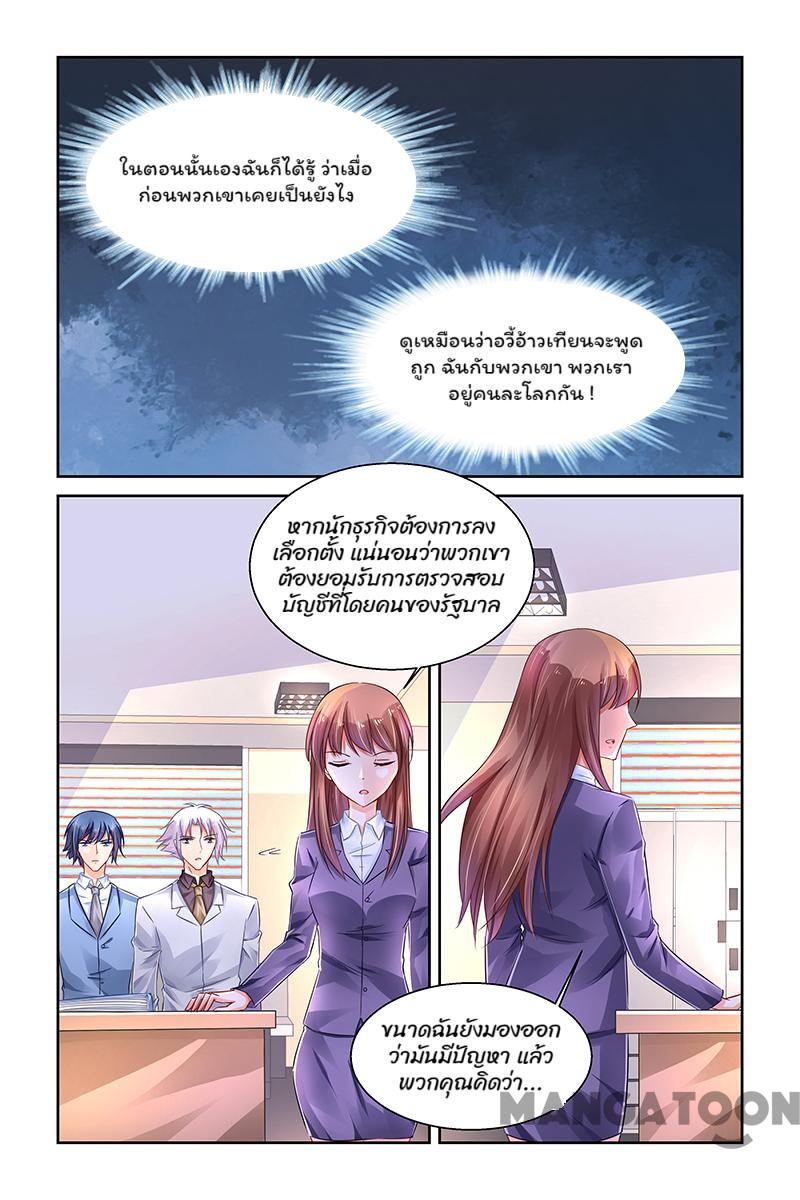 ในตอนนั้นเองฉันก็ได้รู้ ว่าเมื่อ
ก่อนพวกเขาเคยเป็นยังไง
ดูเหมือนว่าอวี้อ้าวเทียนจะพูด
ถูก ฉันกับพวกเขา พวกเรา
อยู่คนละโลกกัน !
หากนักธุรกิจต้องการลง
เลือกตั้ง แน่นอนว่าพวกเขา
ต้องยอมรับการตรวจสอบ
บัญชีที่โดยคนของรัฐบาล
ขนาดฉันยังมองออก
ว่ามันมีปัญหา แล้ว
พวกคุณคิดว่า...
MANGATOON